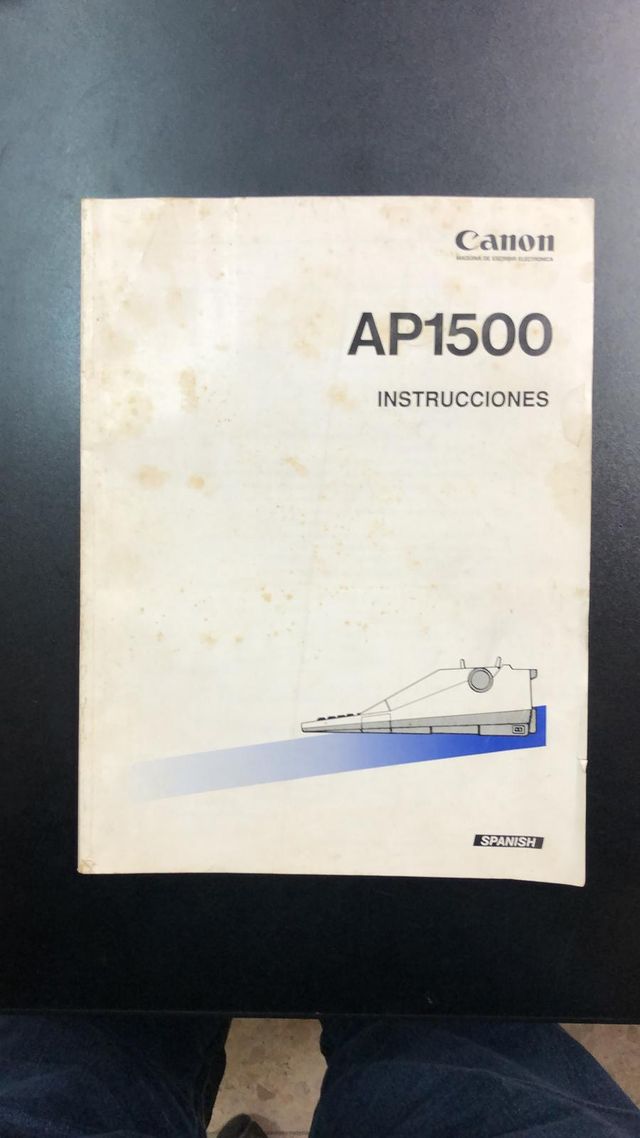 Canon
MAQUINA DE ESCRIBIR ELECTRONICA
AP1500
INSTRUCCIONES
SPANISH